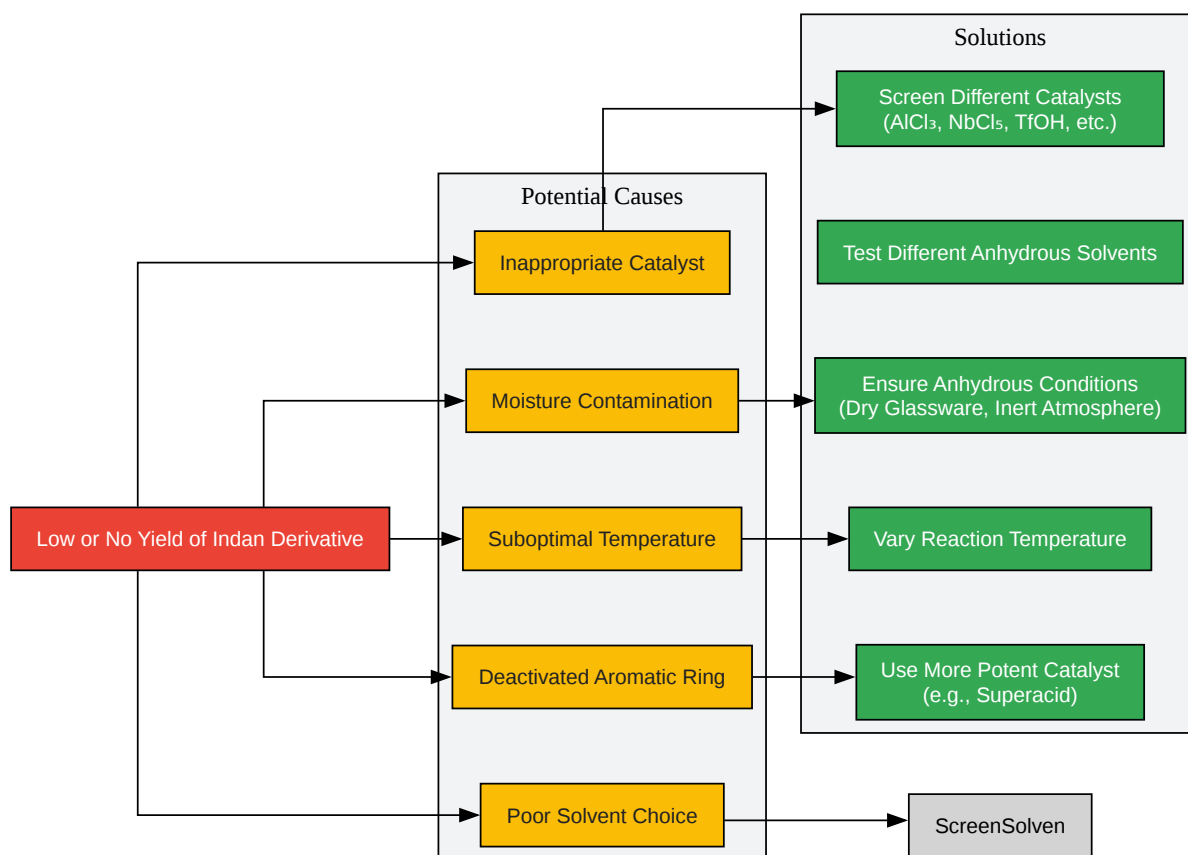 Solutions
Screen Different Catalysts
(AlCl₃, NbCl₅, TfOH, etc.)
Potential Causes
Inappropriate Catalyst
Test Different Anhydrous Solvents
Moisture Contamination
Ensure Anhydrous Conditions
(Dry Glassware, Inert Atmosphere)
Low or No Yield of Indan Derivative
Suboptimal Temperature
Vary Reaction Temperature
Deactivated Aromatic Ring
Use More Potent Catalyst
(e.g., Superacid)
Poor Solvent Choice
ScreenSolven